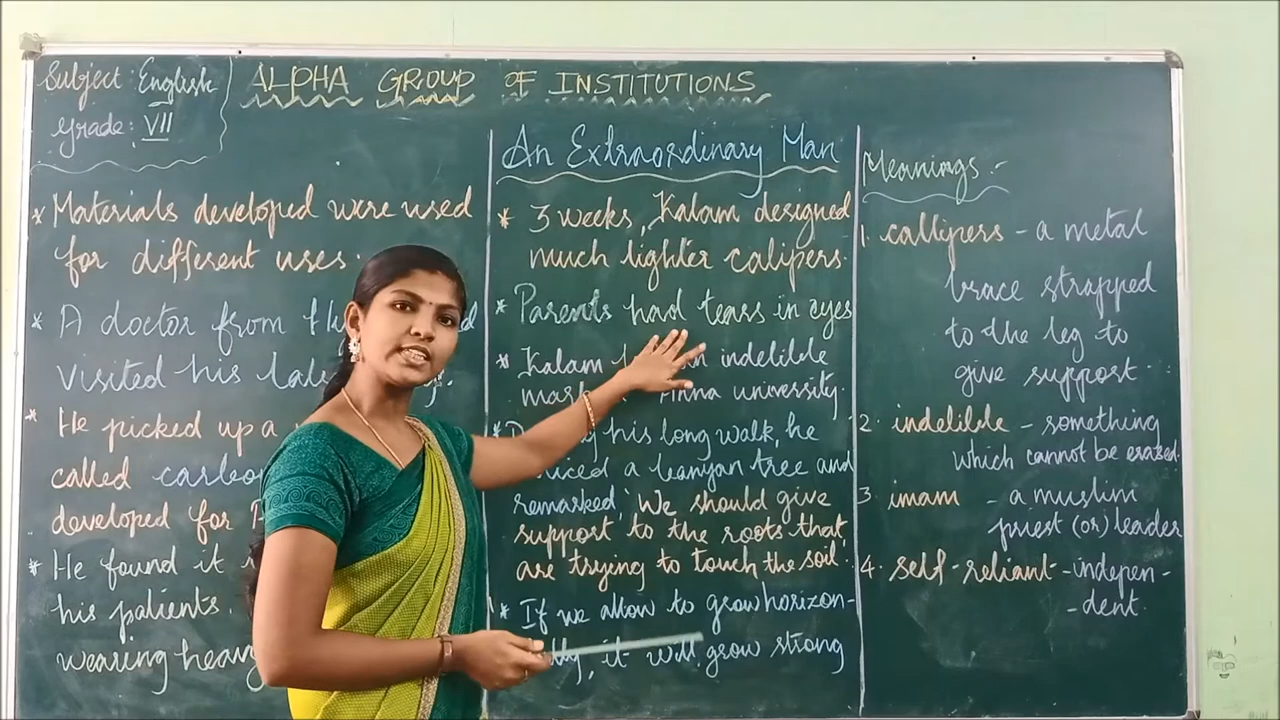 Subject: English
Grade: VII
ALPHA GROUP OF INSTITUTIONS
* Materials developed were used
for different uses.
* A doctor from
visited his
* He picked up a
called carbon
developed for
* He found it
his patients.
wearing heavy
An Extraordinary Man
* 3 weeks, Kalam designed
much lighter calipers.
* Parents had tears in eyes
* Kalam indelible
Anna university.
* his long walk, he
a banyan tree and
remarked, 'We should give
support to the roots that
are trying to touch the soil.
* If we allow to grow horizon-
it will grow strong
Meanings:-
1. callipers - a metal
brace strapped
to the leg to
give support.
2. indelible - something
which cannot be erazed.
3. imam - a muslim
priest (or) leader
4. self-reliant - indepen-
-dent.